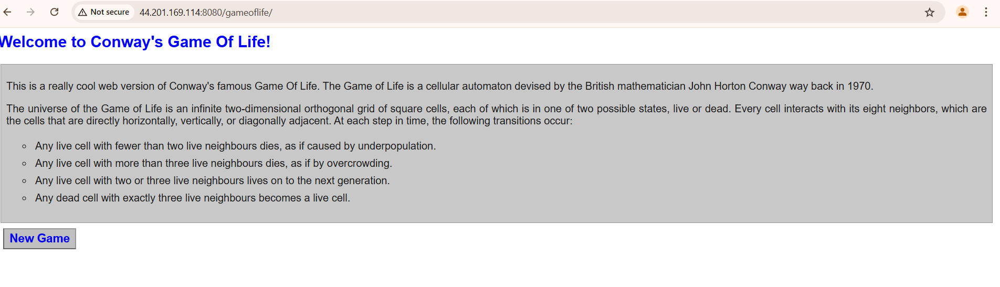 Not secure 44.201.169.114:8080/gameoflife/
Welcome to Conway's Game Of Life!
This is a really cool web version of Conway's famous Game Of Life. The Game of Life is a cellular automaton devised by the British mathematician John Horton Conway way back in 1970.
The universe of the Game of Life is an infinite two-dimensional orthogonal grid of square cells, each of which is in one of two possible states, live or dead. Every cell interacts with its eight neighbors, which are
the cells that are directly horizontally, vertically, or diagonally adjacent. At each step in time, the following transitions occur:
Any live cell with fewer than two live neighbours dies, as if caused by underpopulation.
Any live cell with more than three live neighbours dies, as if by overcrowding.
Any live cell with two or three live neighbours lives on to the next generation.
Any dead cell with exactly three live neighbours becomes a live cell.
New Game